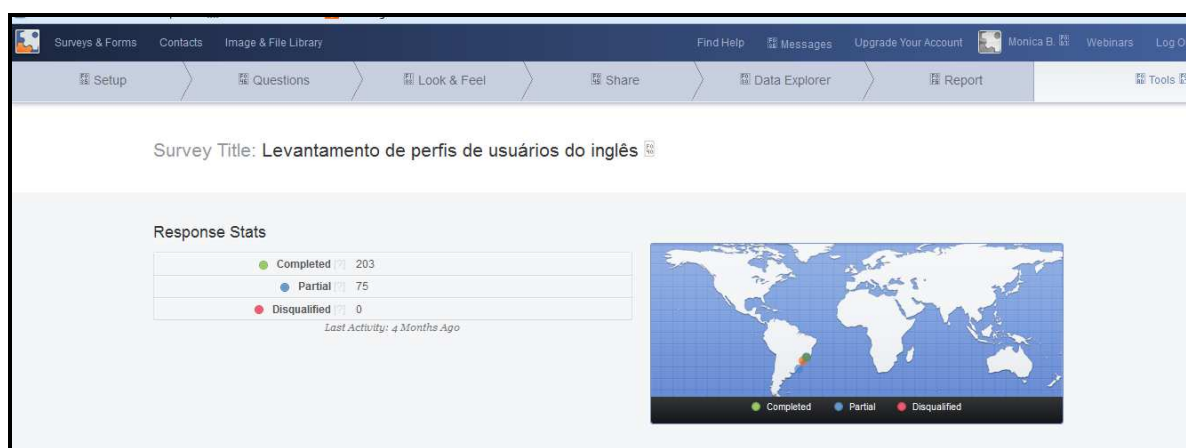 Surveys & Forms Contacts Image & File Library Find Help Messages Upgrade Your Account Monica B. Webinars Log O
Setup Questions Look & Feel Share Data Explorer Report Tools
Survey Title: Levantamento de perfis de usuários do inglês
Response Stats
Completed [?] 203
Partial [?] 75
Disqualified [?] 0
Last Activity: 4 Months Ago
Completed Partial Disqualified